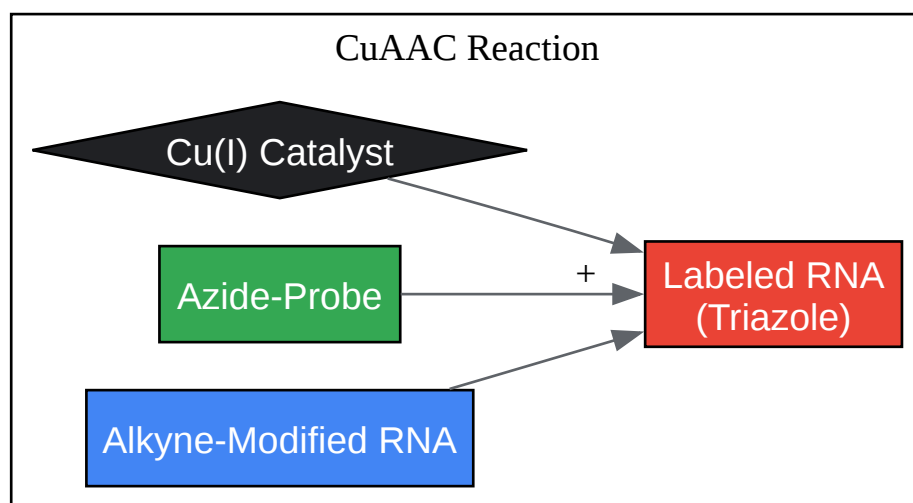 CuAAC Reaction
Cu(I) Catalyst
Azide-Probe
+
Labeled RNA
(Triazole)
Alkyne-Modified RNA